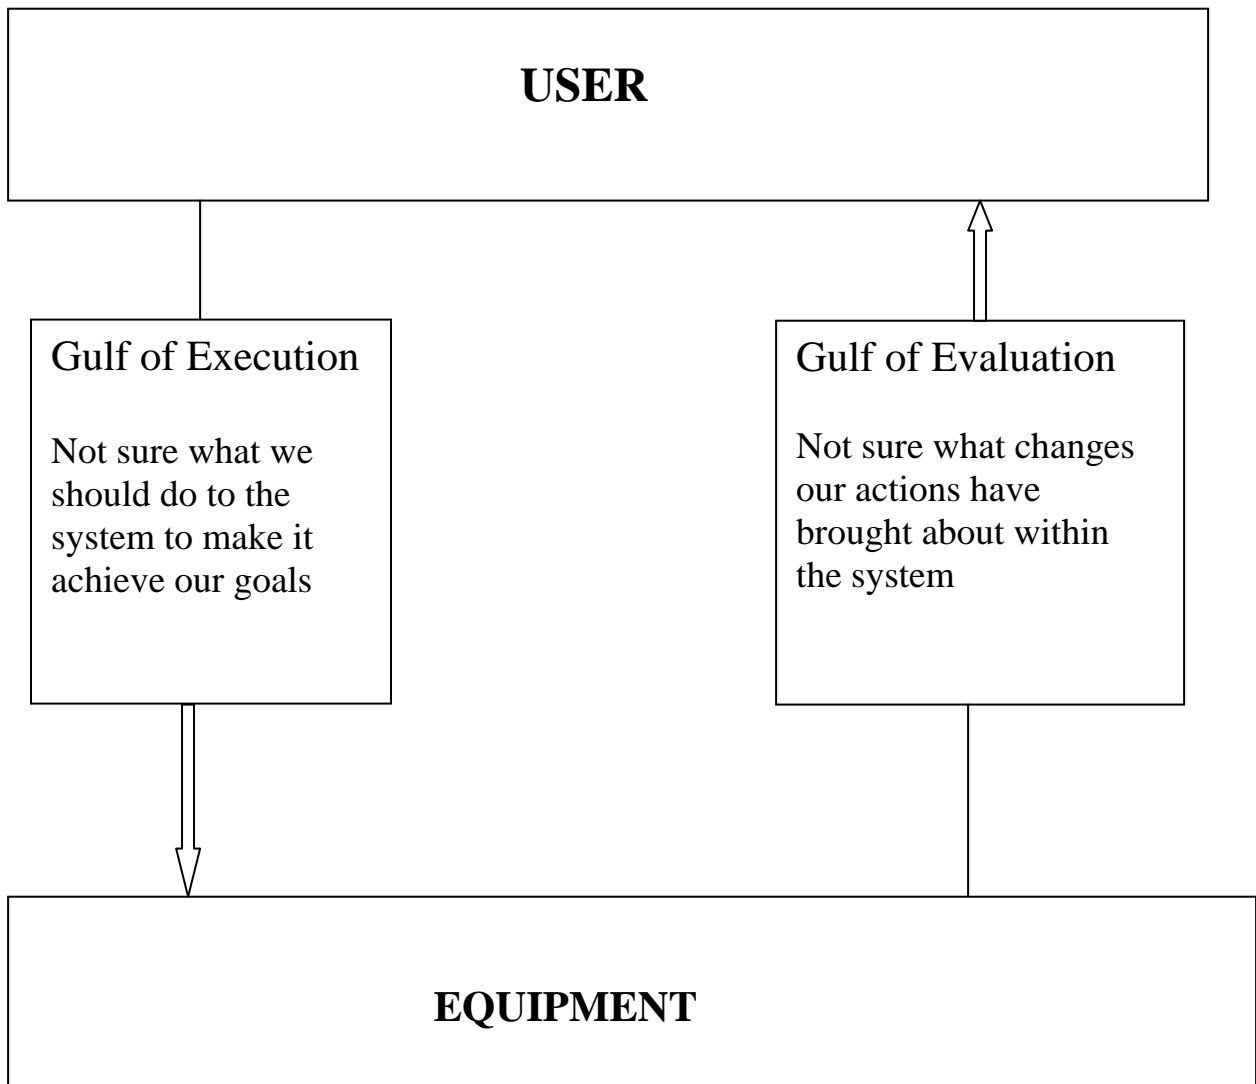 USER
Gulf of Execution
Not sure what we
should do to the
system to make it
achieve our goals
Gulf of Evaluation
Not sure what changes
our actions have
brought about within
the system
EQUIPMENT